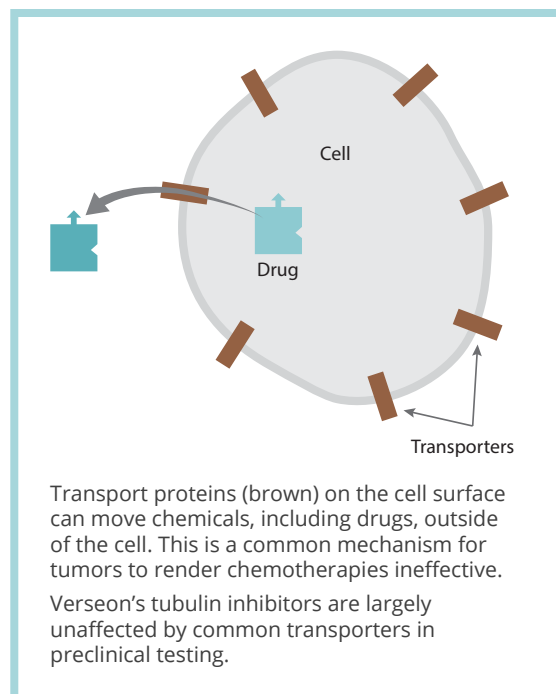 Cell
Drug
Transporters
Transport proteins (brown) on the cell surface
can move chemicals, including drugs, outside
of the cell. This is a common mechanism for
tumors to render chemotherapies ineffective.
Verseon’s tubulin inhibitors are largely
unaffected by common transporters in
preclinical testing.